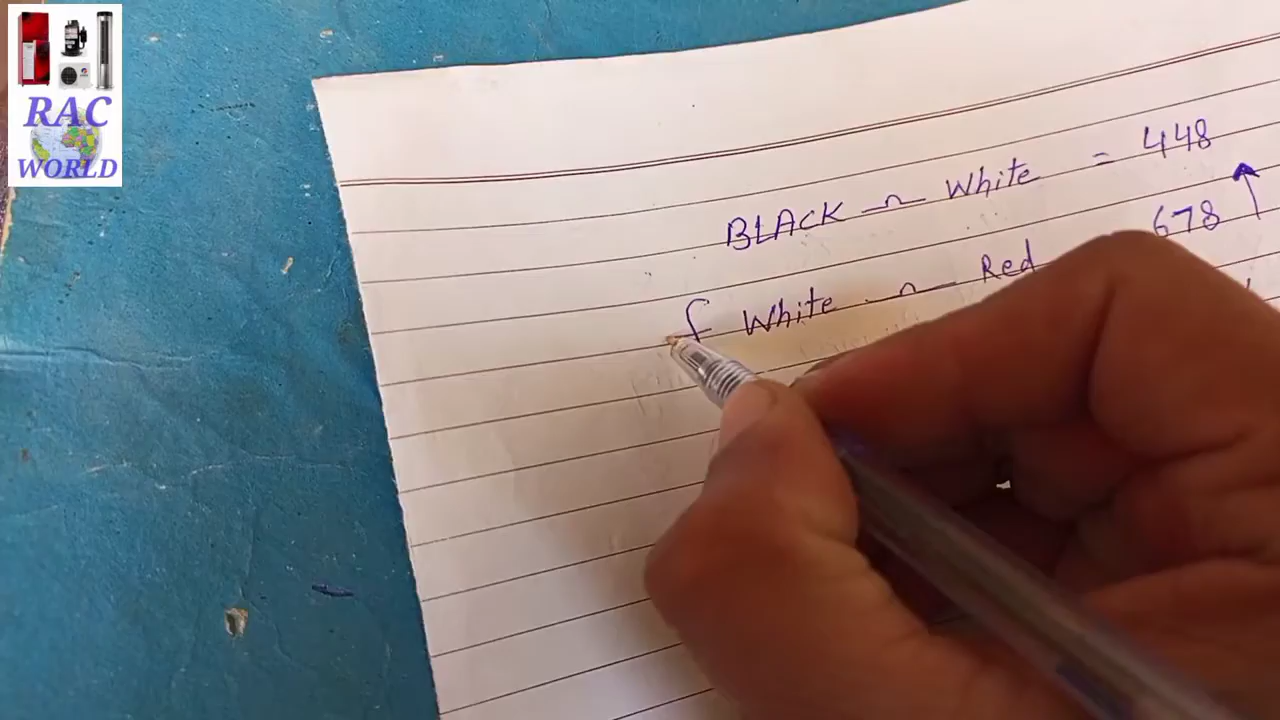 RAC
WORLD
BLACK — White = 448
f White — Red 678